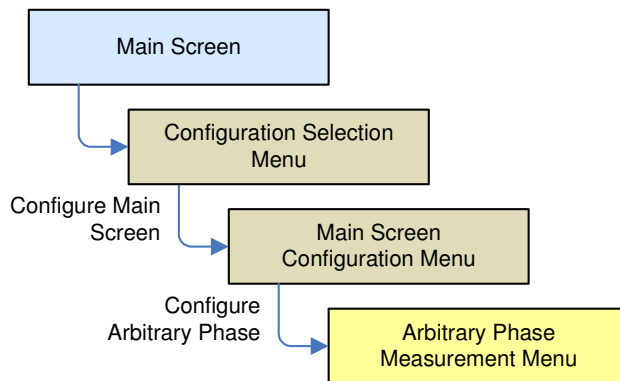 Main Screen
Configuration Selection
Menu
Configure Main
Screen
Main Screen
Configuration Menu
Configure
Arbitrary Phase
Arbitrary Phase
Measurement Menu